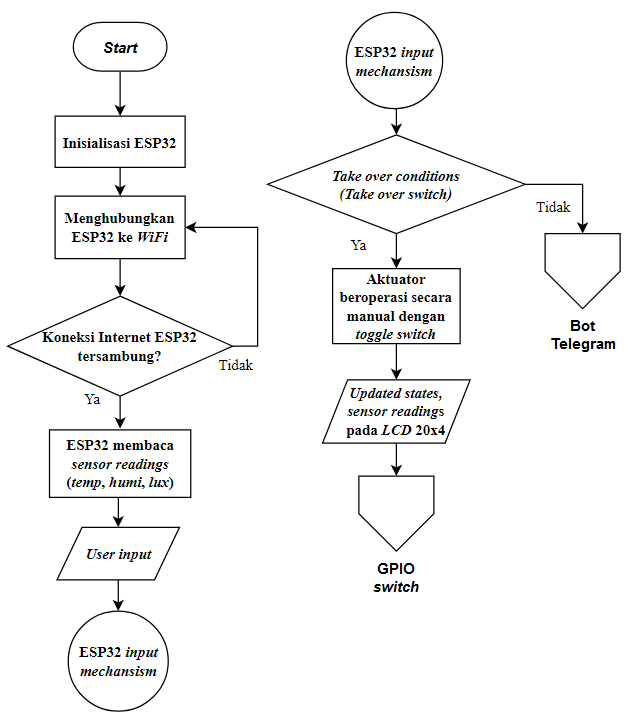 Start
Inisialisasi ESP32
Menghubungkan
ESP32 ke WiFi
Koneksi Internet ESP32
tersambung?
Tidak
Ya
ESP32 membaca
sensor readings
(temp, humi, lux)
User input
ESP32 input
mechansism
ESP32 input
mechansism
Take over conditions
(Take over switch)
Tidak
Ya
Aktuator
beroperasi secara
manual dengan
toggle switch
Bot
Telegram
Updated states,
sensor readings
pada LCD 20x4
GPIO
switch